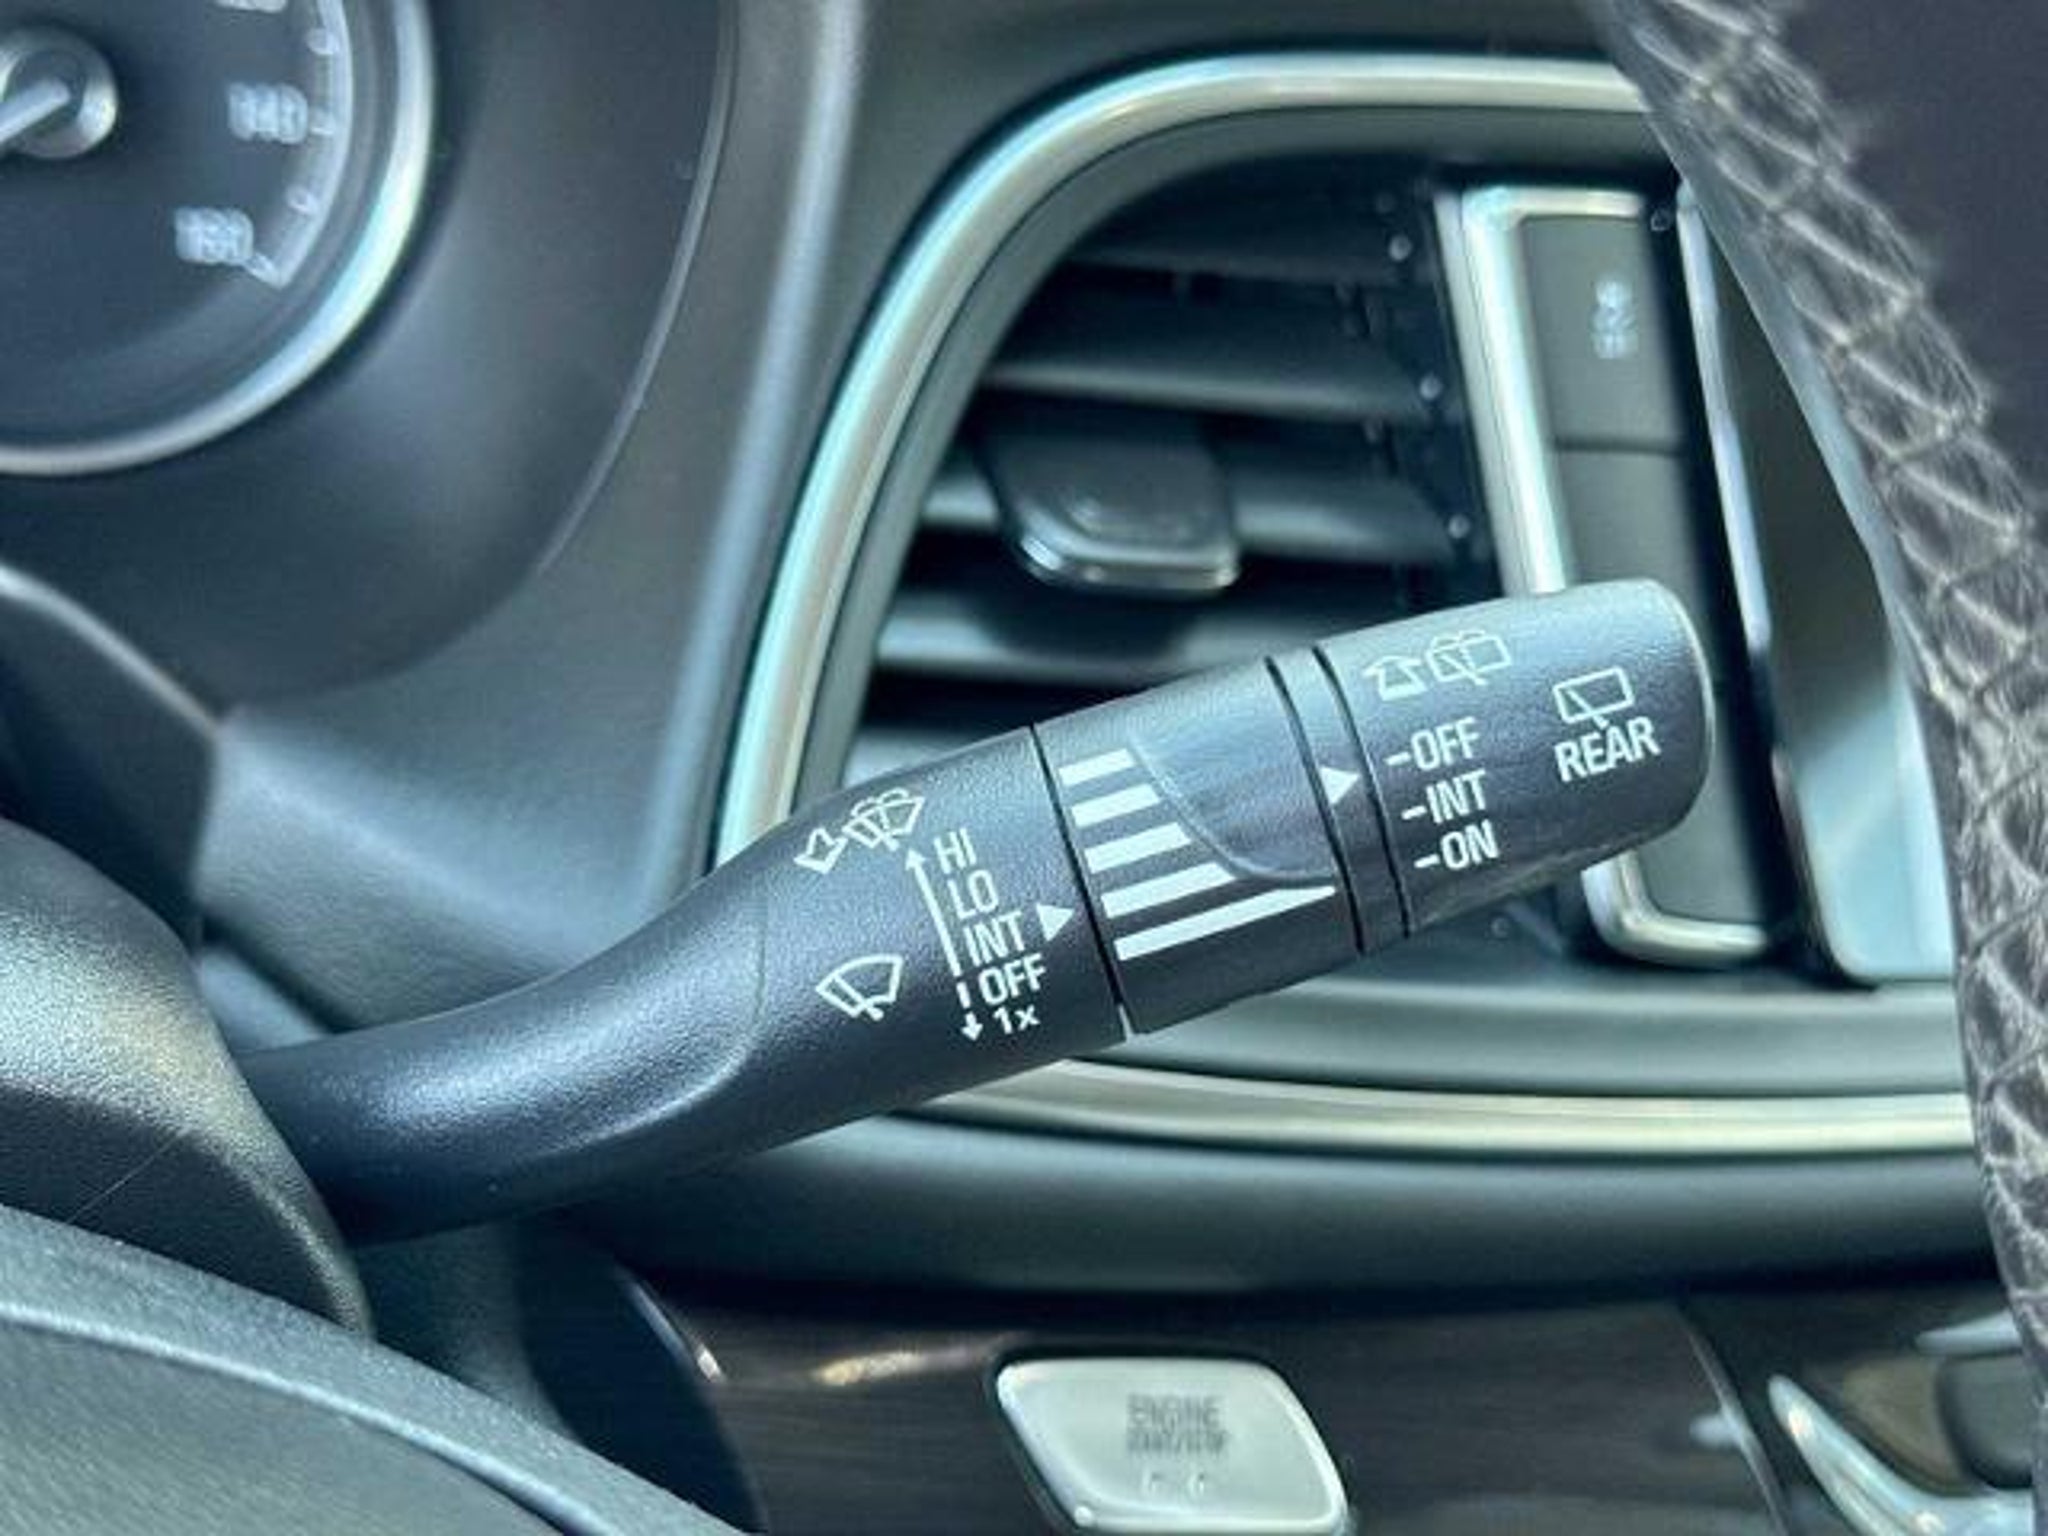 140
160
HI
LO
INT
OFF
1x
-OFF
-INT
-ON
REAR
ENGINE